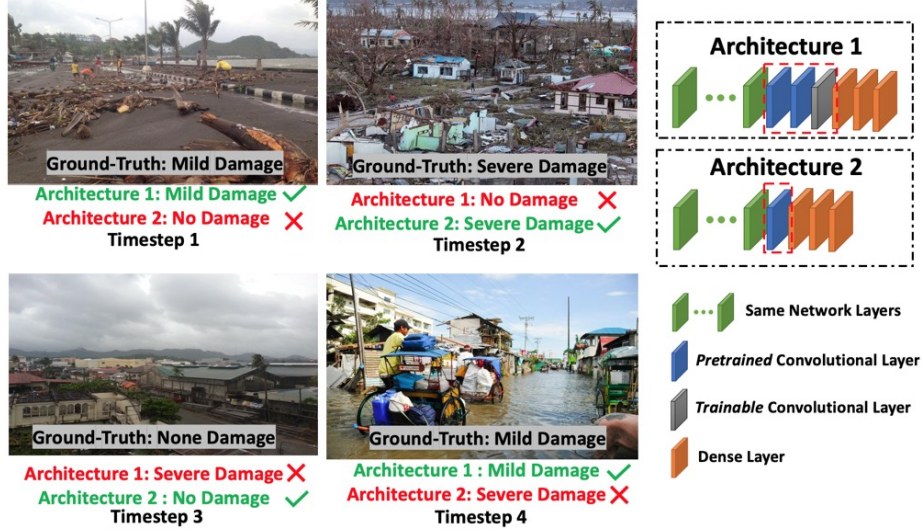 Ground-Truth: Mild Damage
Architecture 1: Mild Damage
Architecture 2: No Damage
Timestep 1
Ground-Truth: Severe Damage
Architecture 1: No Damage
Architecture 2: Severe Damage
Timestep 2
Ground-Truth: None Damage
Architecture 1: Severe Damage
Architecture 2 : No Damage
Timestep 3
Ground-Truth: Mild Damage
Architecture 1 : Mild Damage
Architecture 2: Severe Damage
Timestep 4
Architecture 1
Architecture 2
Same Network Layers
Pretrained Convolutional Layer
Trainable Convolutional Layer
Dense Layer